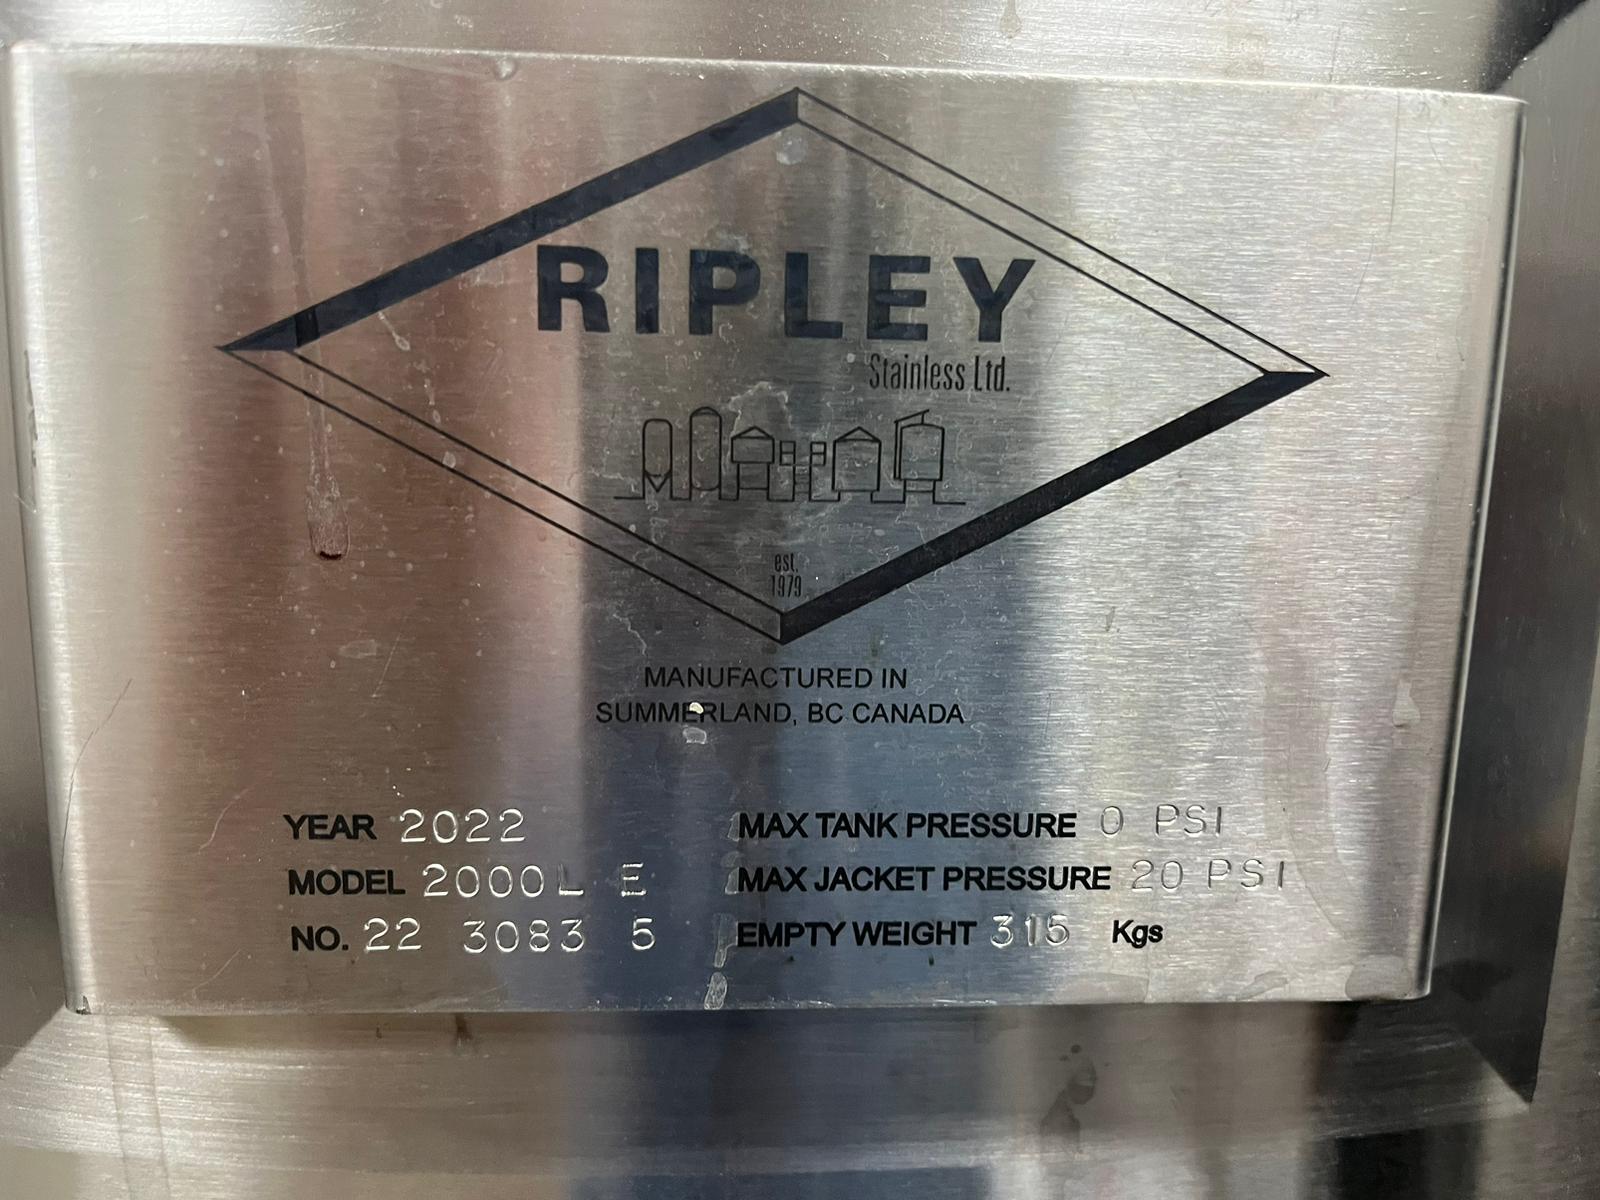 RIPLEY
Stainless Ltd.
est.
1979
MANUFACTURED IN
SUMMERLAND, BC CANADA
YEAR 2022
MODEL 2000L E
NO. 22 3083 5
MAX TANK PRESSURE 0 PSI
MAX JACKET PRESSURE 20 PSI
EMPTY WEIGHT 315 Kgs